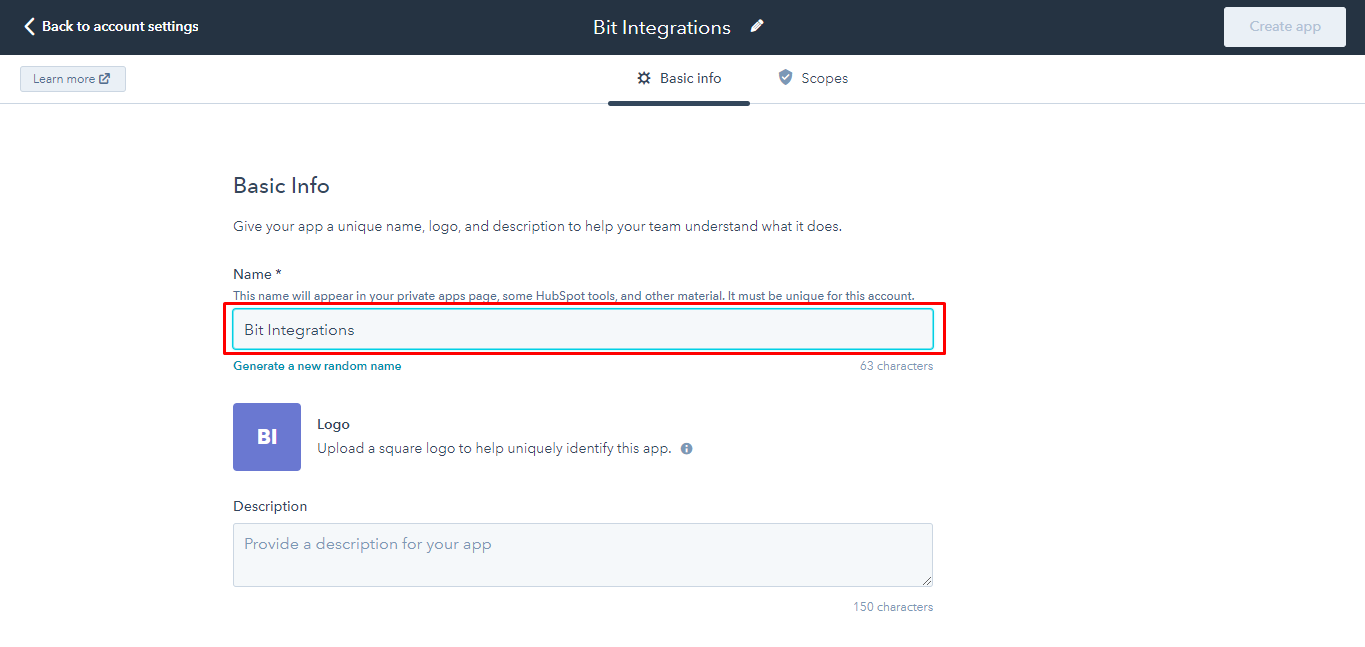 Back to account settings
Bit Integrations
Create app
Learn more
Basic info
Scopes
Basic Info
Give your app a unique name, logo, and description to help your team understand what it does.
Name *
This name will appear in your private apps page, some HubSpot tools, and other material. It must be unique for this account.
Bit Integrations
Generate a new random name
63 characters
BI
Logo
Upload a square logo to help uniquely identify this app.
Description
Provide a description for your app
150 characters